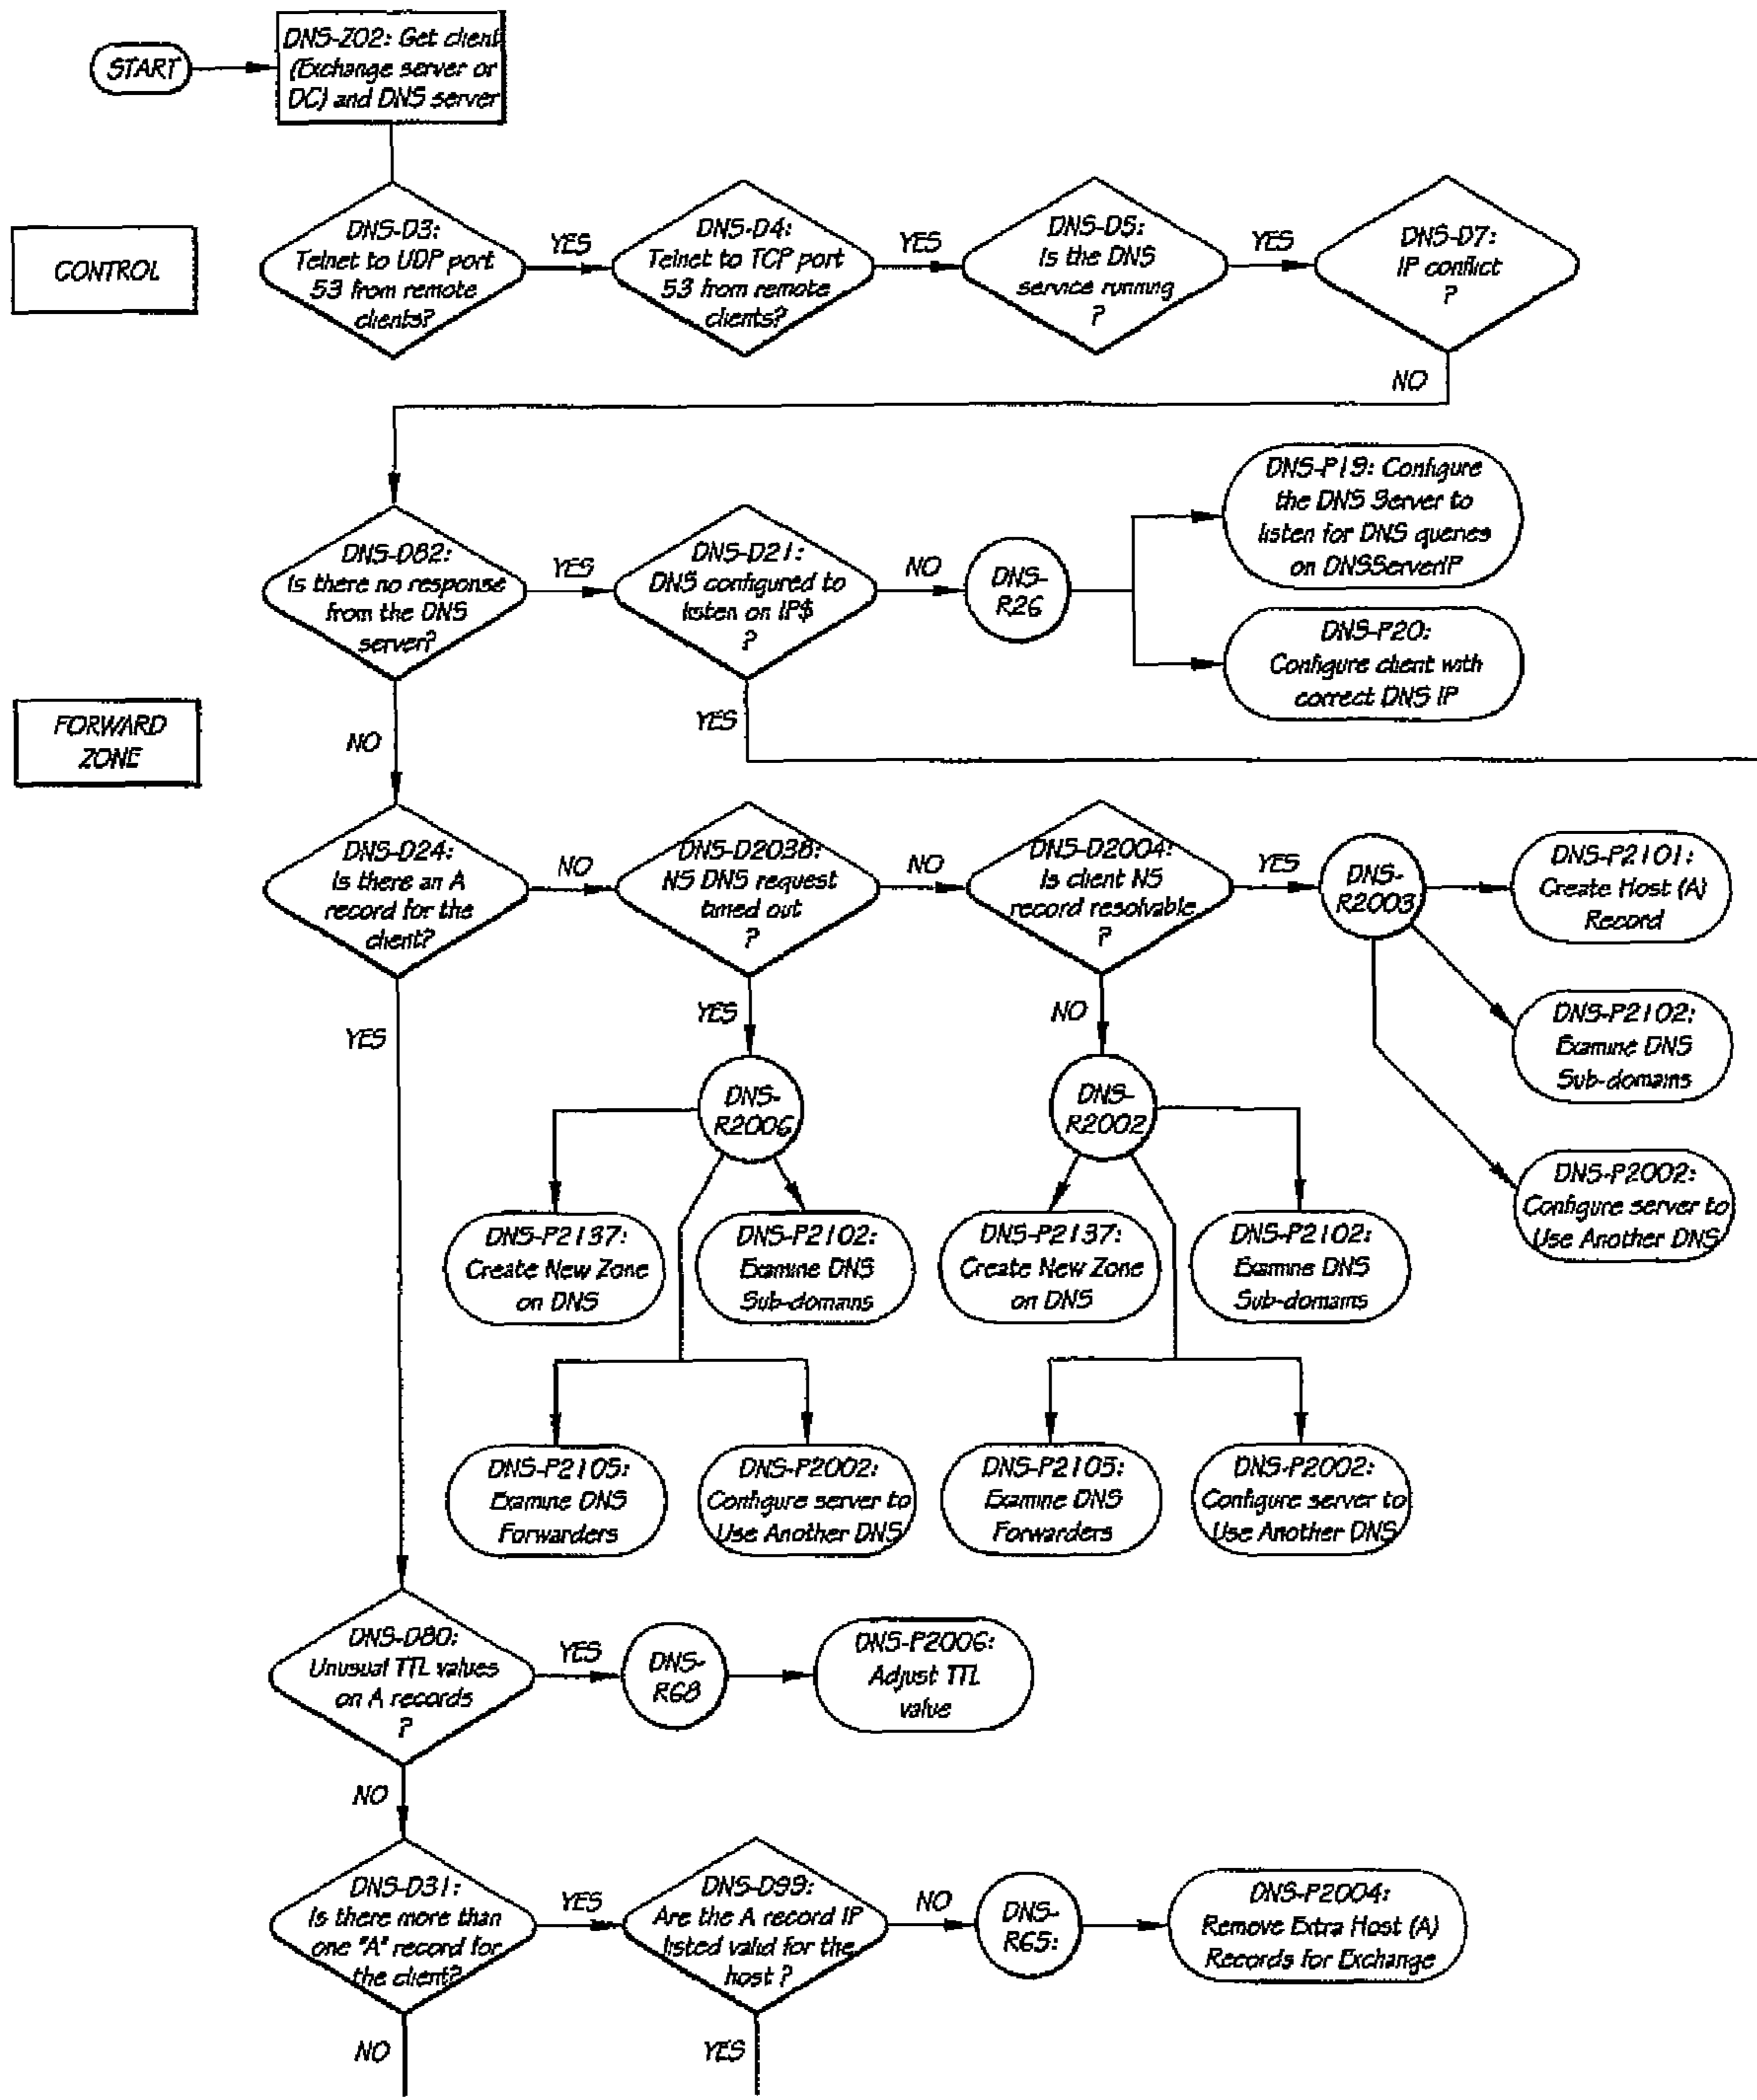 START
DNS-Z02: Get client
(Exchange server or
DC) and DNS server
CONTROL
DNS-D3:
Telnet to UDP port
53 from remote
clients?
YES
DNS-D4:
Telnet to TCP port
53 from remote
clients?
YES
DNS-D5:
Is the DNS
service running
?
YES
DNS-D7:
IP conflict
?
NO
DNS-D82:
Is there no response
from the DNS
server?
YES
DNS-D21:
DNS configured to
listen on IP$
?
NO
DNS-
R26
DNS-P19: Configure
the DNS Server to
listen for DNS queries
on DNSServerIP
DNS-P20:
Configure client with
correct DNS IP
YES
FORWARD
ZONE
NO
DNS-D24:
Is there an A
record for the
client?
NO
DNS-D2038:
NS DNS request
timed out
?
NO
DNS-D2004:
Is client NS
record resolvable
?
YES
DNS-
R2003
DNS-P2101:
Create Host (A)
Record
DNS-P2102:
Examine DNS
Sub-domains
DNS-P2002:
Configure server to
Use Another DNS
YES
YES
DNS-
R2006
NO
DNS-
R2002
DNS-P2137:
Create New Zone
on DNS
DNS-P2102:
Examine DNS
Sub-domains
DNS-P2137:
Create New Zone
on DNS
DNS-P2102:
Examine DNS
Sub-domains
DNS-P2105:
Examine DNS
Forwarders
DNS-P2002:
Configure server to
Use Another DNS
DNS-P2105:
Examine DNS
Forwarders
DNS-P2002:
Configure server to
Use Another DNS
DNS-D80:
Unusual TTL values
on A records
?
YES
DNS-
R68
DNS-P2006:
Adjust TTL
value
NO
DNS-D31:
Is there more than
one "A" record for
the client?
YES
DNS-D99:
Are the A record IP
listed valid for the
host ?
NO
DNS-
R65:
DNS-P2004:
Remove Extra Host (A)
Records for Exchange
NO
YES